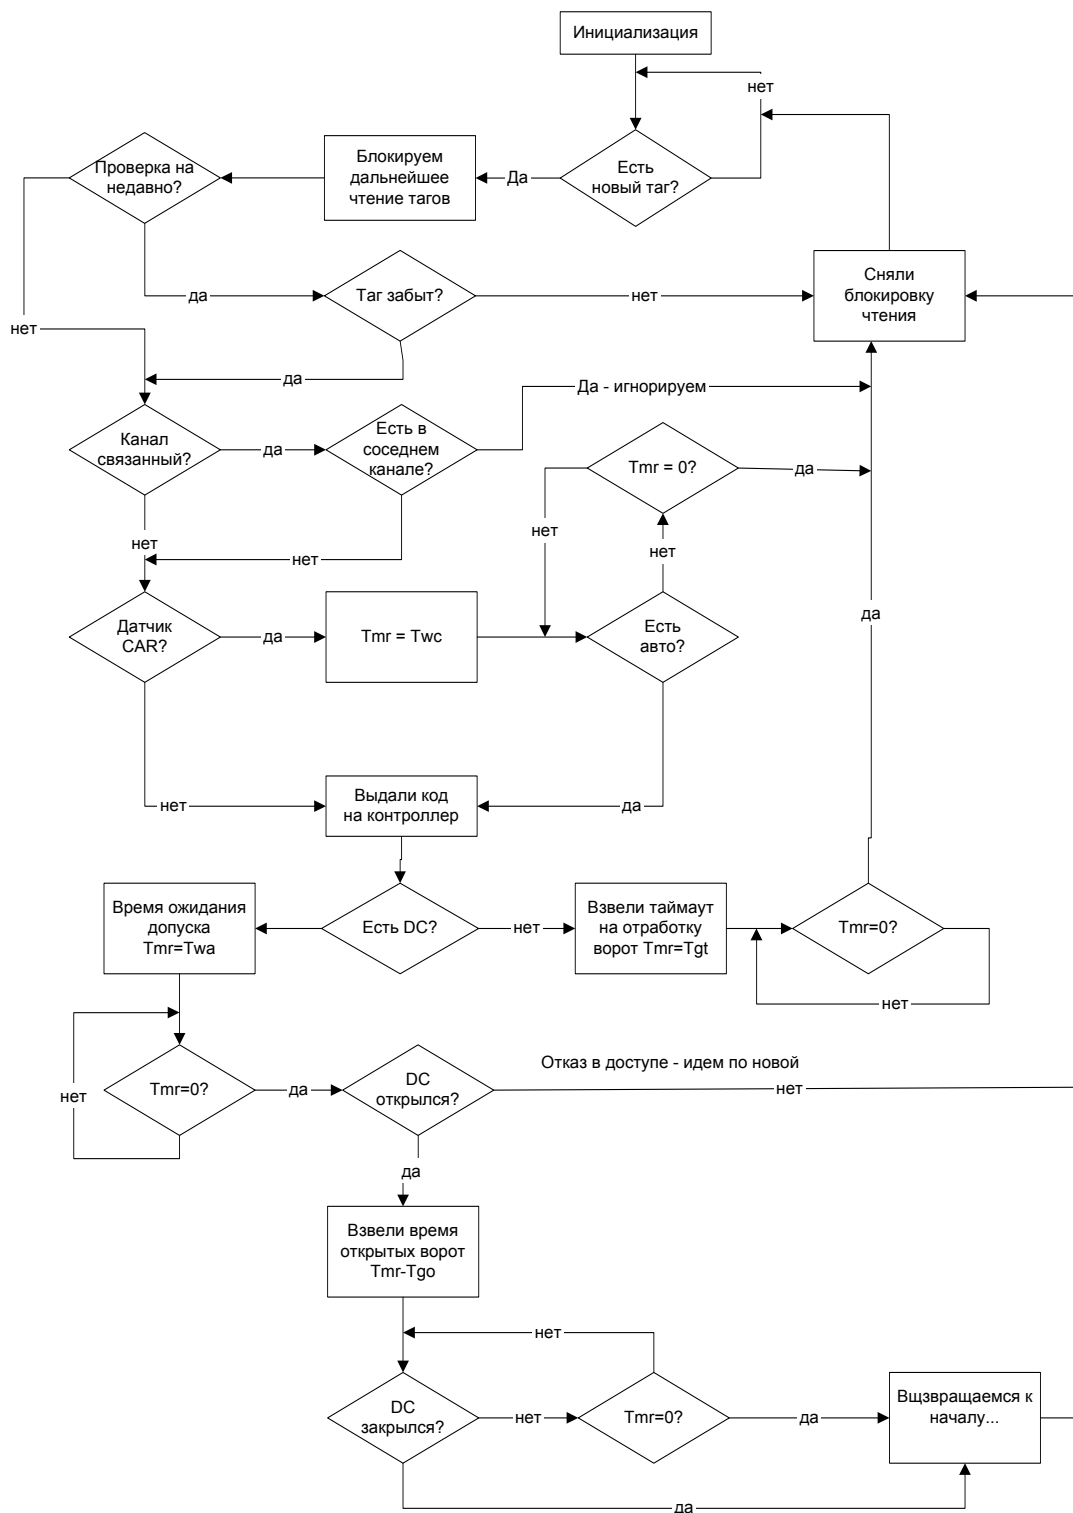 Инициализация
нет
Есть
новый таг?
Да
Блокируем
дальнейшее
чтение тагов
Проверка на
недавно?
да
Таг забыт?
нет
Сняли
блокировку
чтения
нет
да
Да - игнорируем
Канал
связанный?
да
Есть в
соседнем
канале?
Tmr = 0?
да
нет
нет
нет
нет
да
Датчик
CAR?
да
Tmr = Twc
Есть
авто?
нет
Выдали код
на контроллер
да
Время ожидания
допуска
Tmr=Twa
Есть DC?
нет
Взвели таймаут
на отработку
ворот Tmr=Tgt
Tmr=0?
нет
Отказ в доступе - идем по новой
нет
Tmr=0?
да
DC
открылся?
нет
да
Взвели время
открытых ворот
Tmr-Tgo
нет
DC
закрылся?
нет
Tmr=0?
да
Вщзвращаемся к
началу...
да